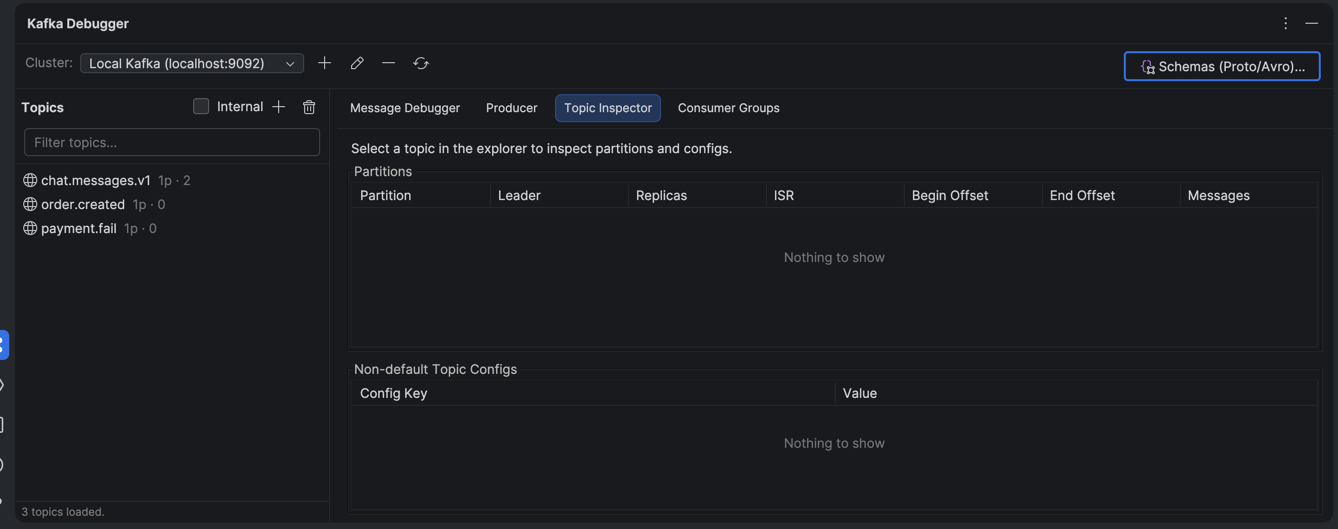 Kafka Debugger
Cluster: Local Kafka (localhost:9092)
Schemas (Proto/Avro)...
Topics
Internal
Message Debugger
Producer
Topic Inspector
Consumer Groups
Filter topics...
Select a topic in the explorer to inspect partitions and configs.
chat.messages.v1 1p · 2
order.created 1p · 0
payment.fail 1p · 0
Partitions
Partition Leader Replicas ISR Begin Offset End Offset Messages
Nothing to show
Non-default Topic Configs
Config Key Value
Nothing to show
3 topics loaded.